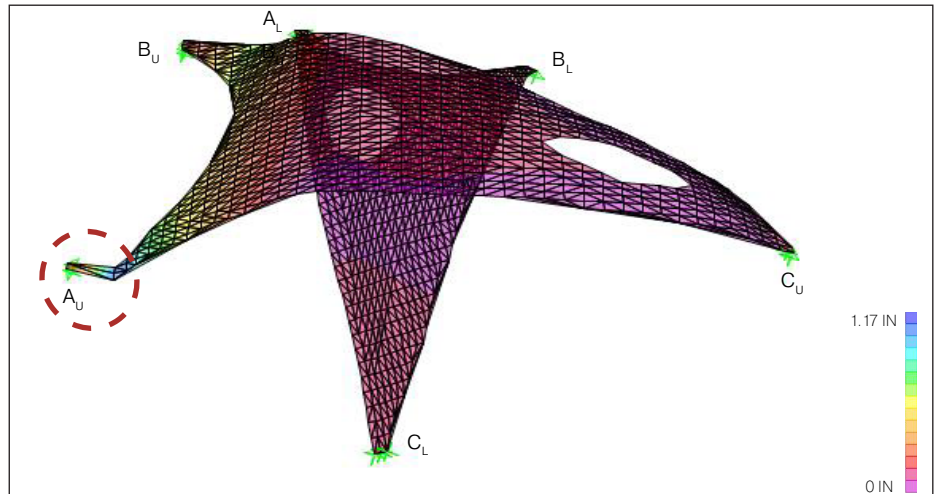 A_L
B_U
B_L
A_U
C_U
1.17 IN
C_L
0 IN